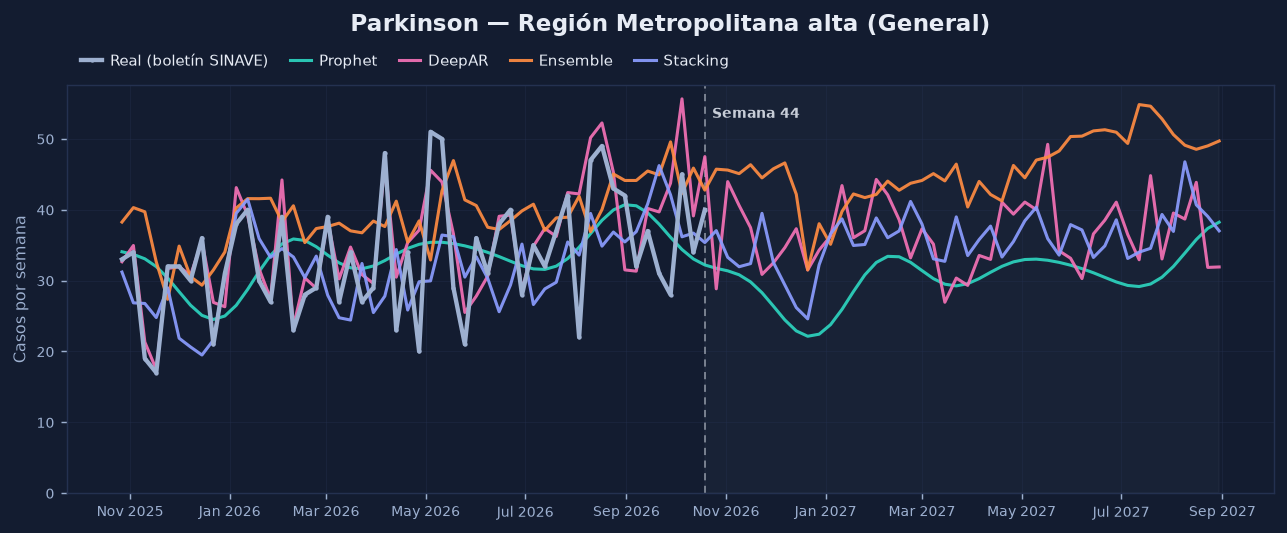 Parkinson — Región Metropolitana alta (General)
Real (boletín SINAVE) Prophet DeepAR Ensemble Stacking
Semana 44
Casos por semana
50
40
30
20
10
0
Nov 2025 Jan 2026 Mar 2026 May 2026 Jul 2026 Sep 2026 Nov 2026 Jan 2027 Mar 2027 May 2027 Jul 2027 Sep 2027